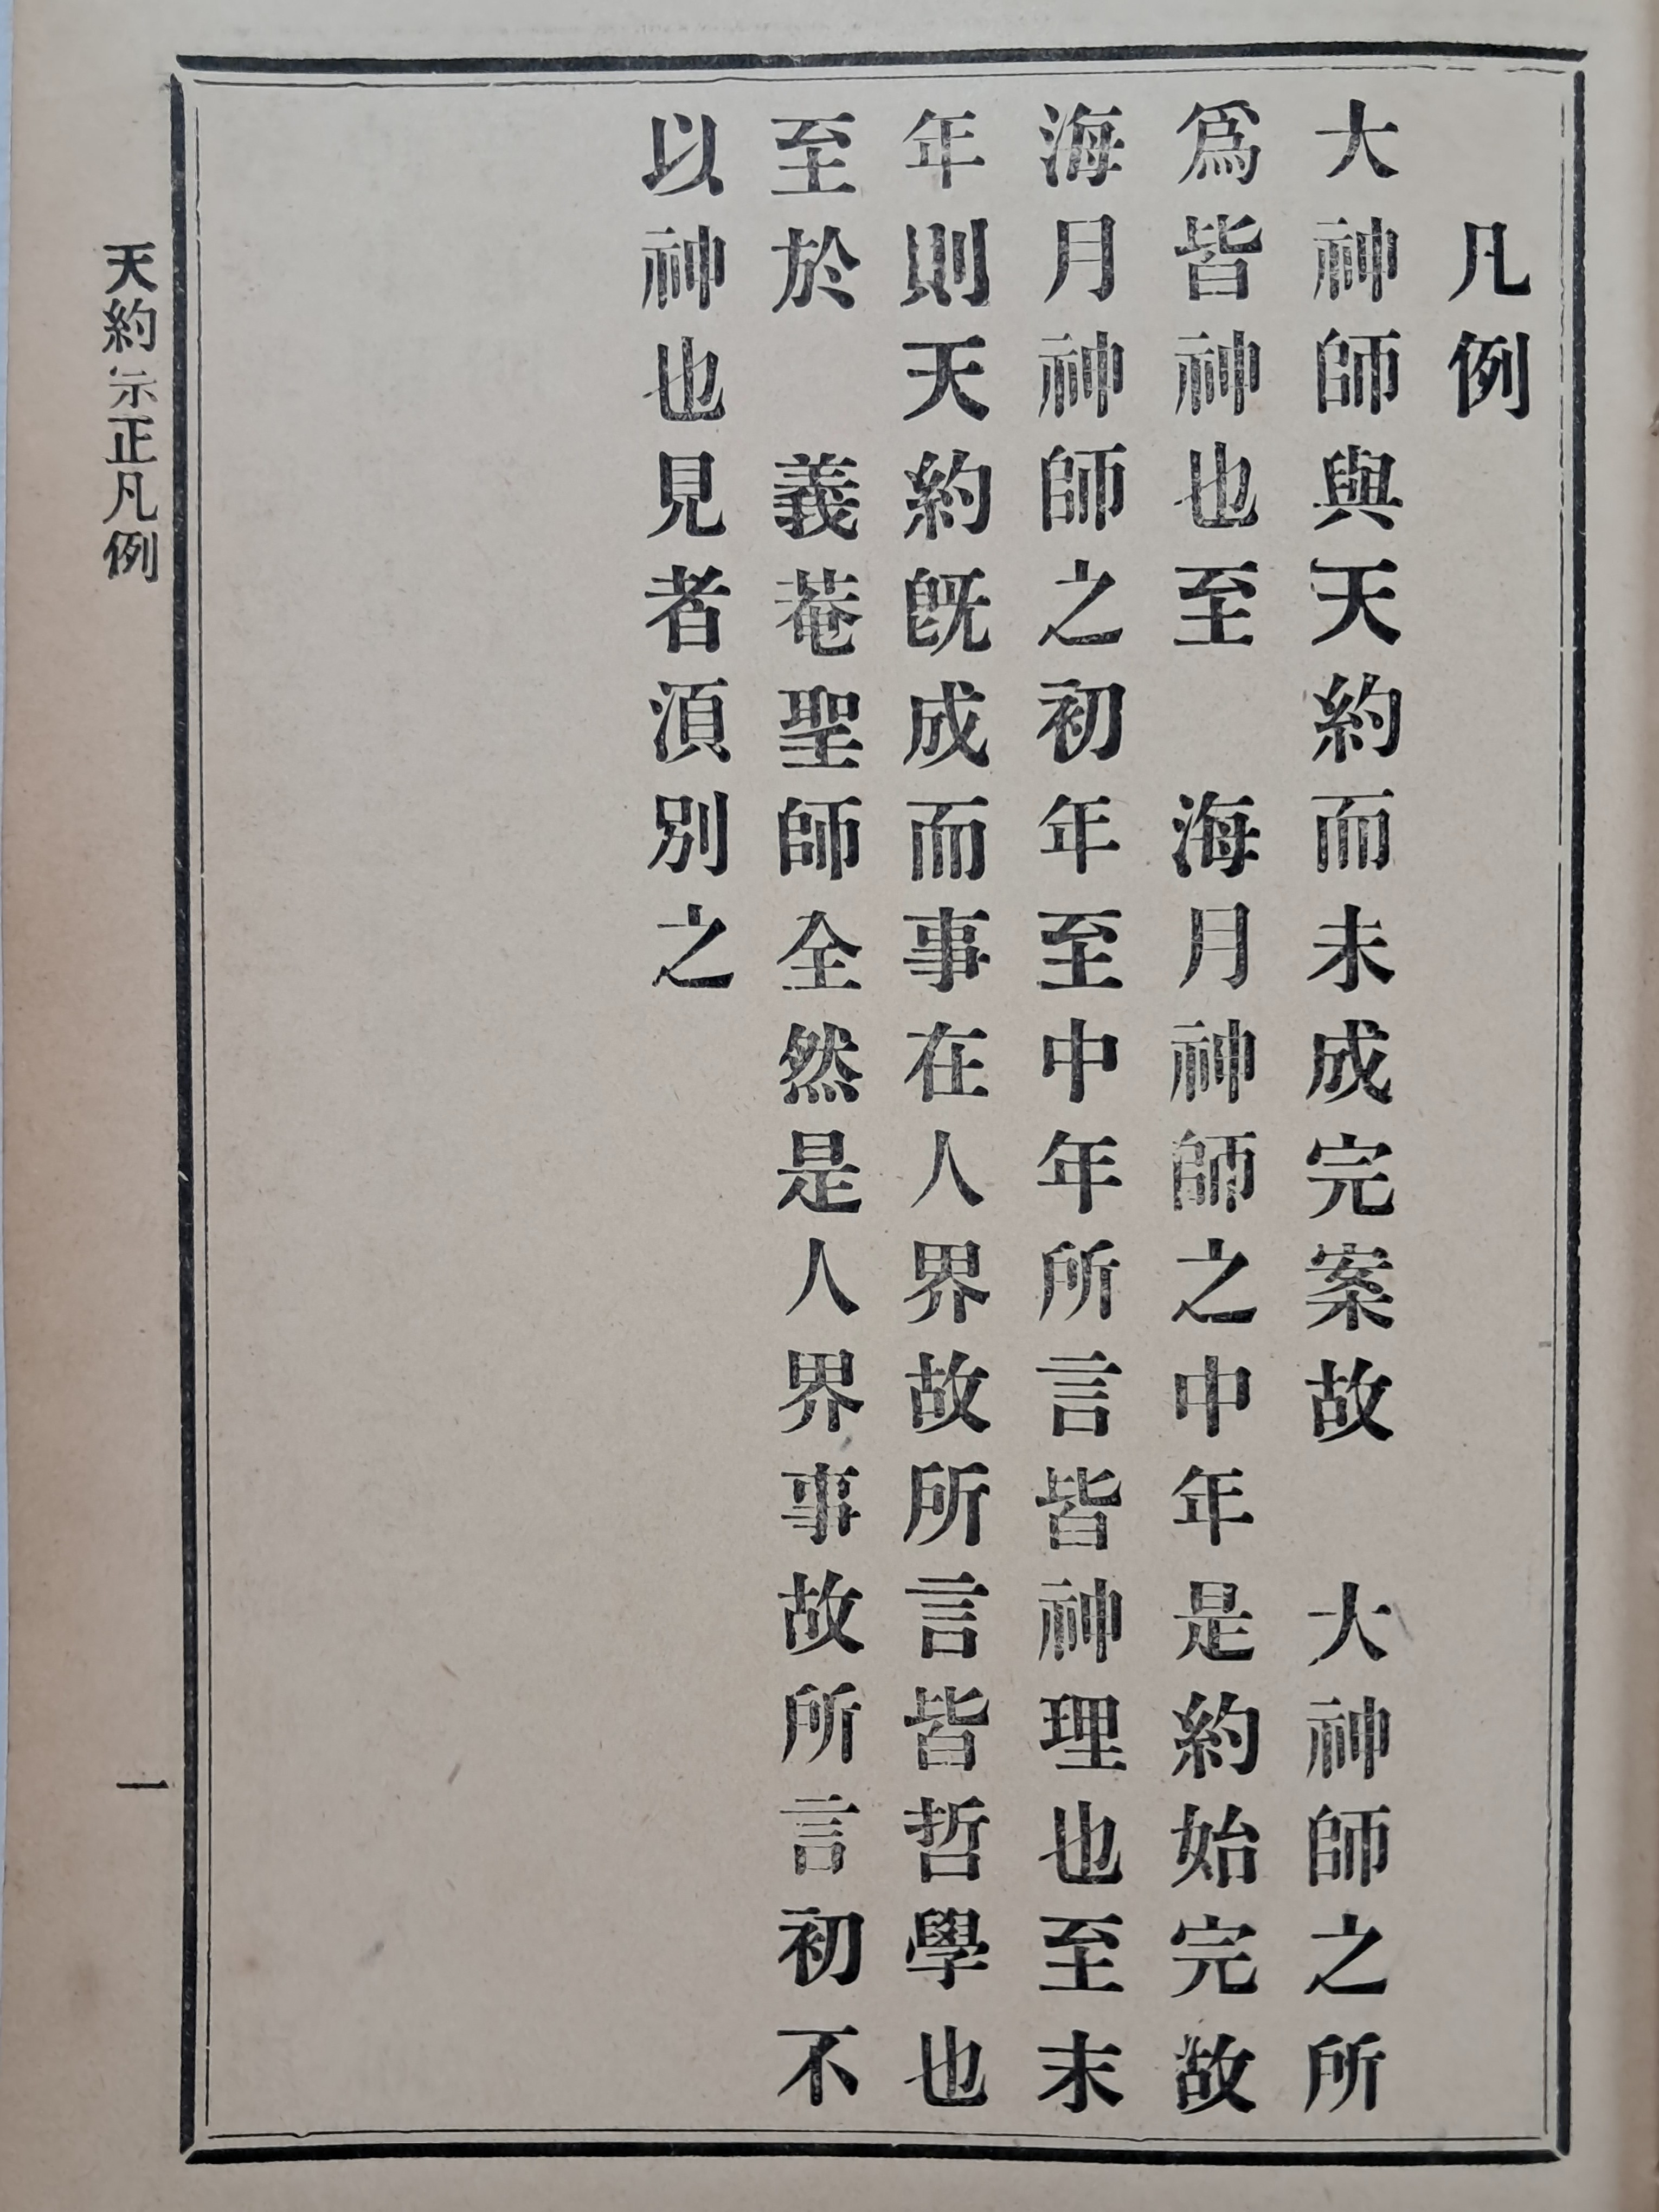 凡例
大神師與天約而未成完案故　大神師之所
爲皆神也至　海月神師之中年是約始完故
海月神師之初年至中年所言皆神理也至末
年則天約旣成而事在人界故所言皆哲學也
至於　義菴聖師全然是人界事故所言初不
以神也見者湏別之
天約宗正凡例
一